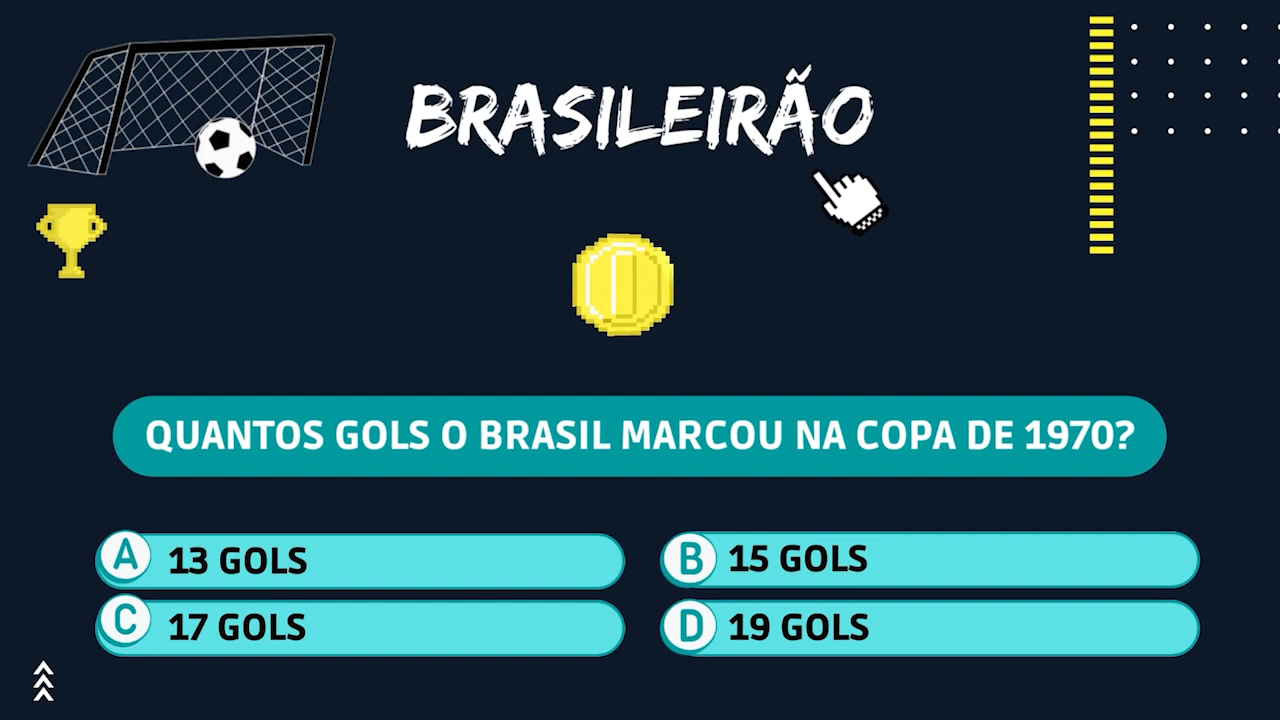 BRASILEIRÃO
QUANTOS GOLS O BRASIL MARCOU NA COPA DE 1970?
A 13 GOLS
B 15 GOLS
C 17 GOLS
D 19 GOLS